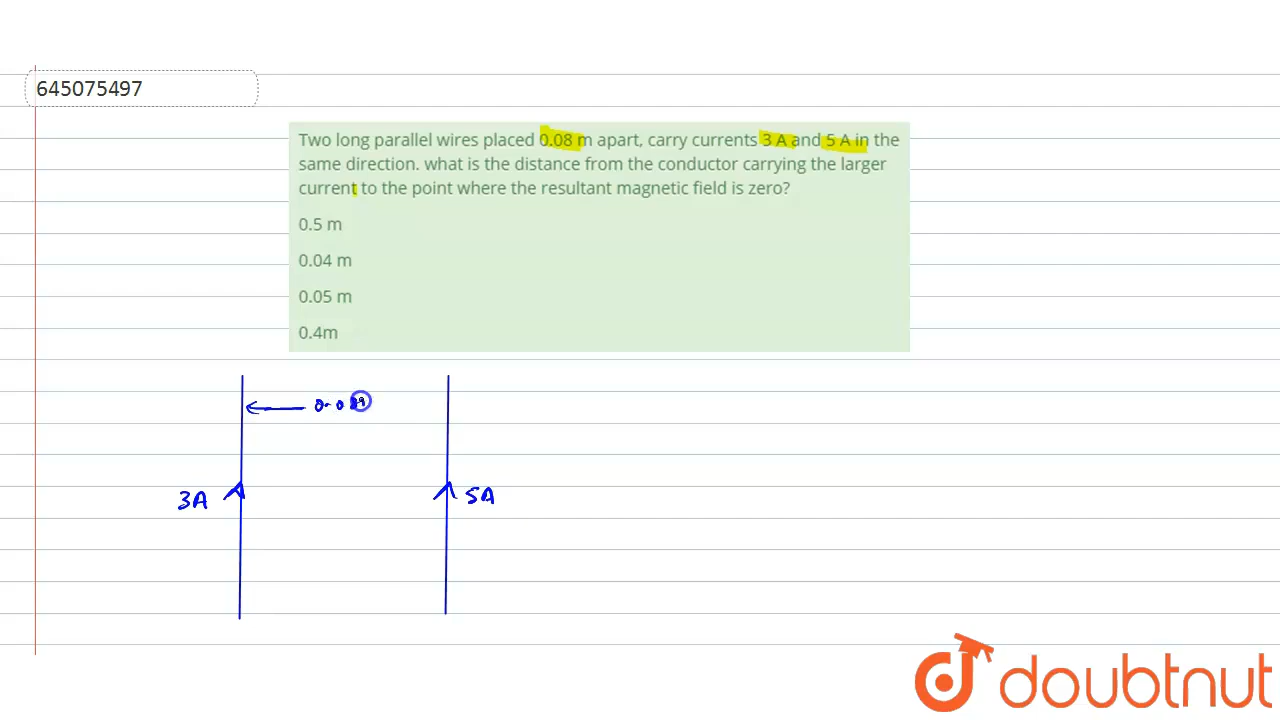 645075497
Two long parallel wires placed 0.08 m apart, carry currents 3 A and 5 A in the
same direction. what is the distance from the conductor carrying the larger
current to the point where the resultant magnetic field is zero?
0.5 m
0.04 m
0.05 m
0.4m
3A
5A
doubtnut